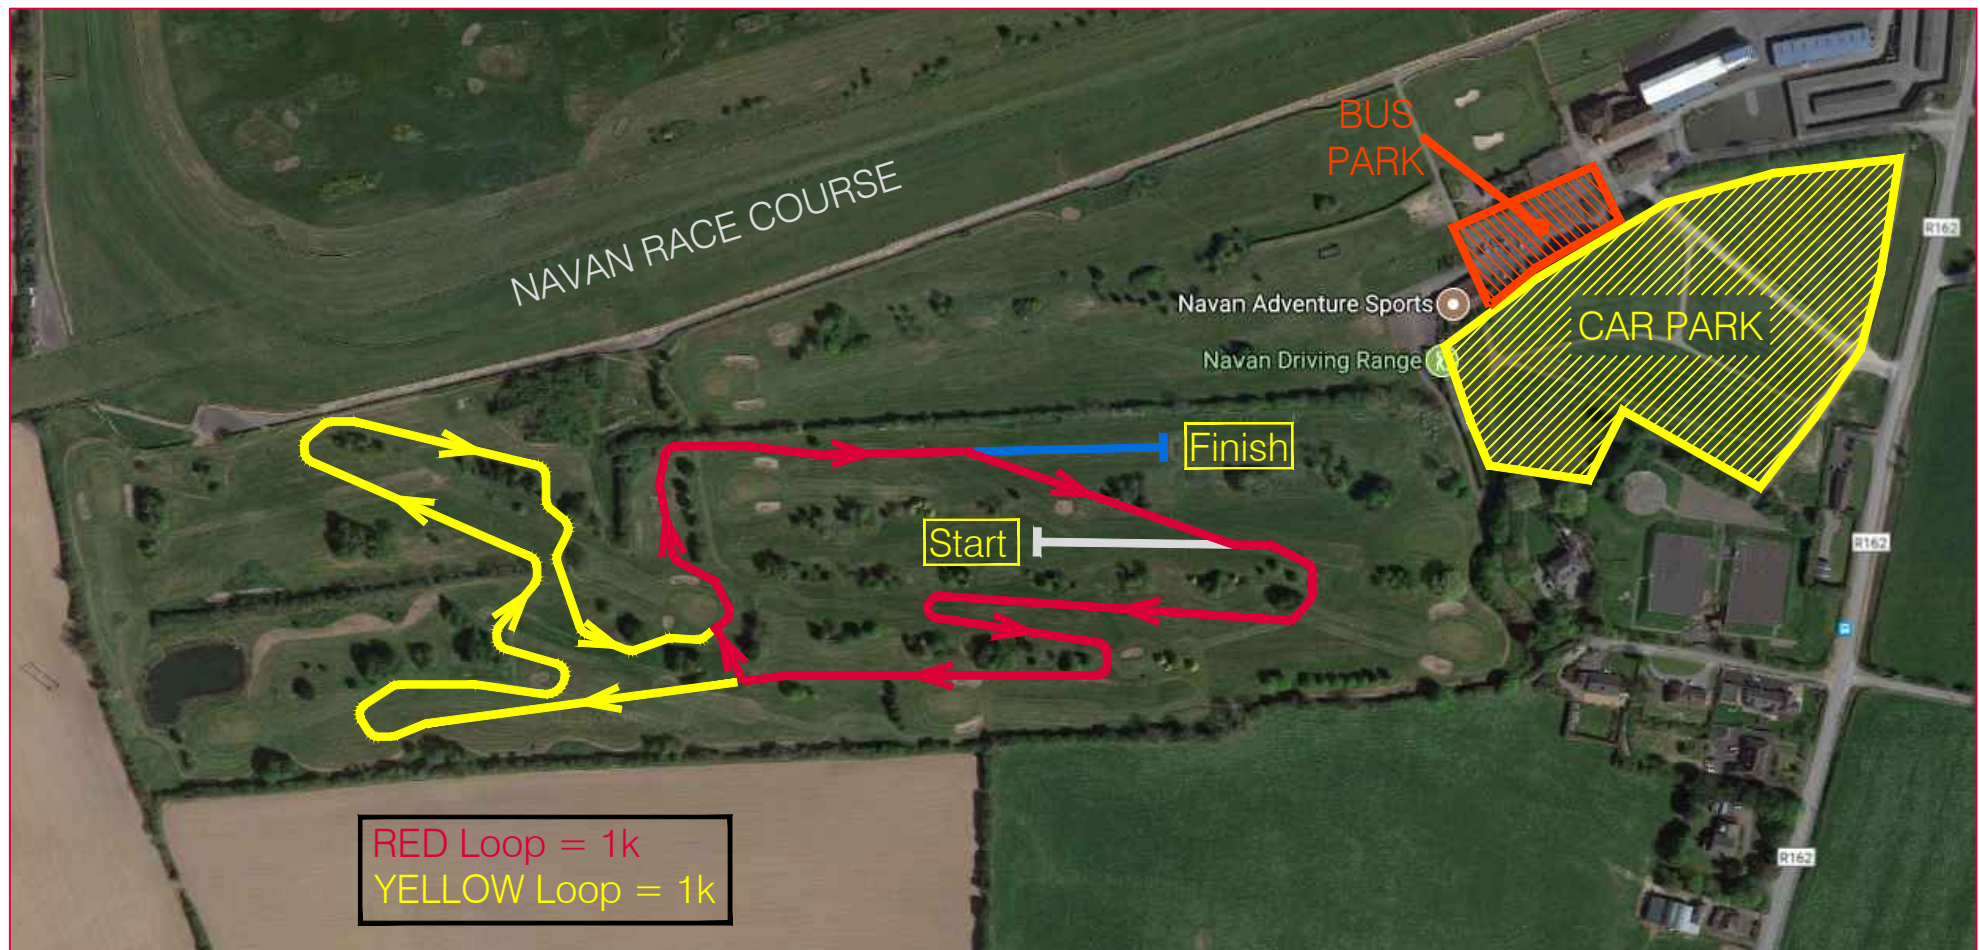 BUS
PARK
NAVAN RACE COURSE
R162
Navan Adventure Sports
CAR PARK
Navan Driving Range
Finish
Start
R162
RED Loop = 1k
YELLOW Loop = 1k
R162